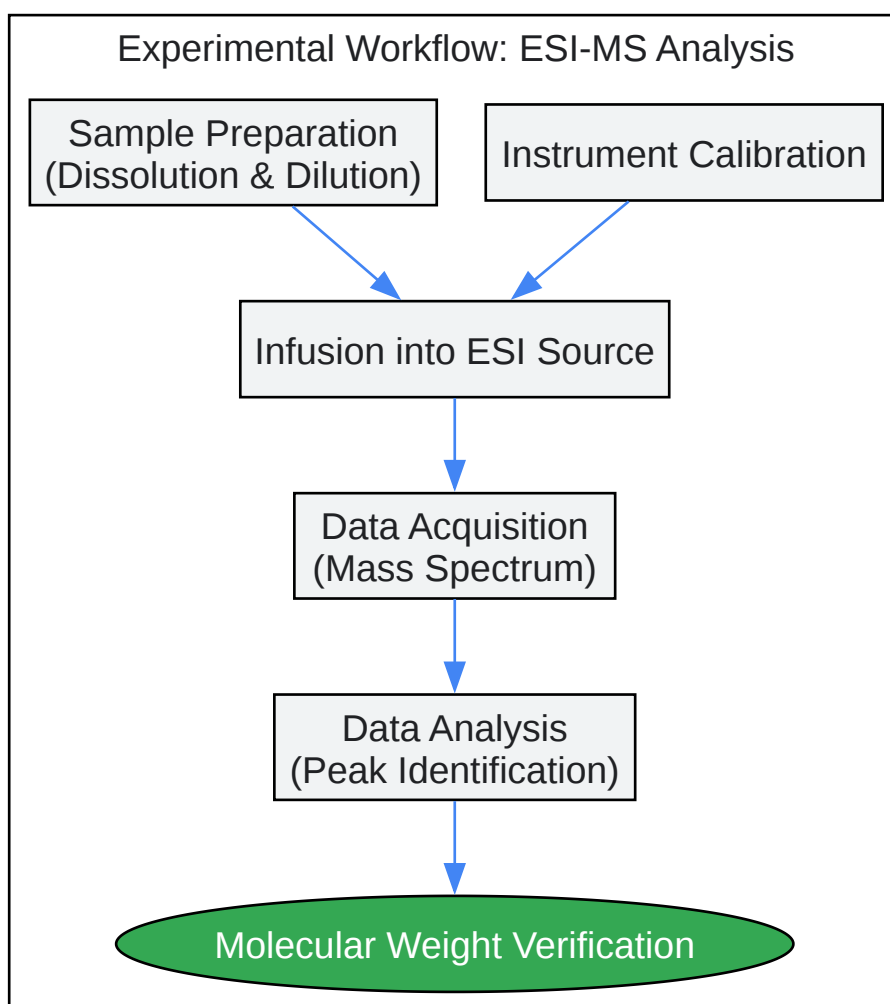 Experimental Workflow: ESI-MS Analysis
Sample Preparation
(Dissolution & Dilution)
Instrument Calibration
Infusion into ESI Source
Data Acquisition
(Mass Spectrum)
Data Analysis
(Peak Identification)
Molecular Weight Verification